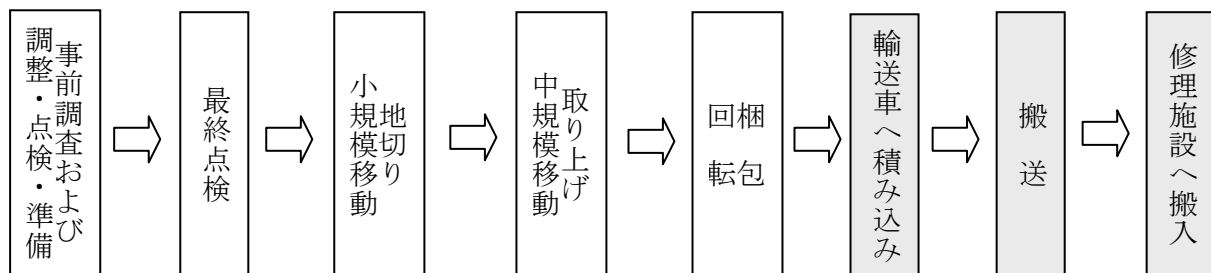 事前調査および
調整・点検・準備
最終点検
地切り
小規模移動
取り上げ
中規模移動
梱包
回転
輸送車へ積み込み
搬送
修理施設へ搬入